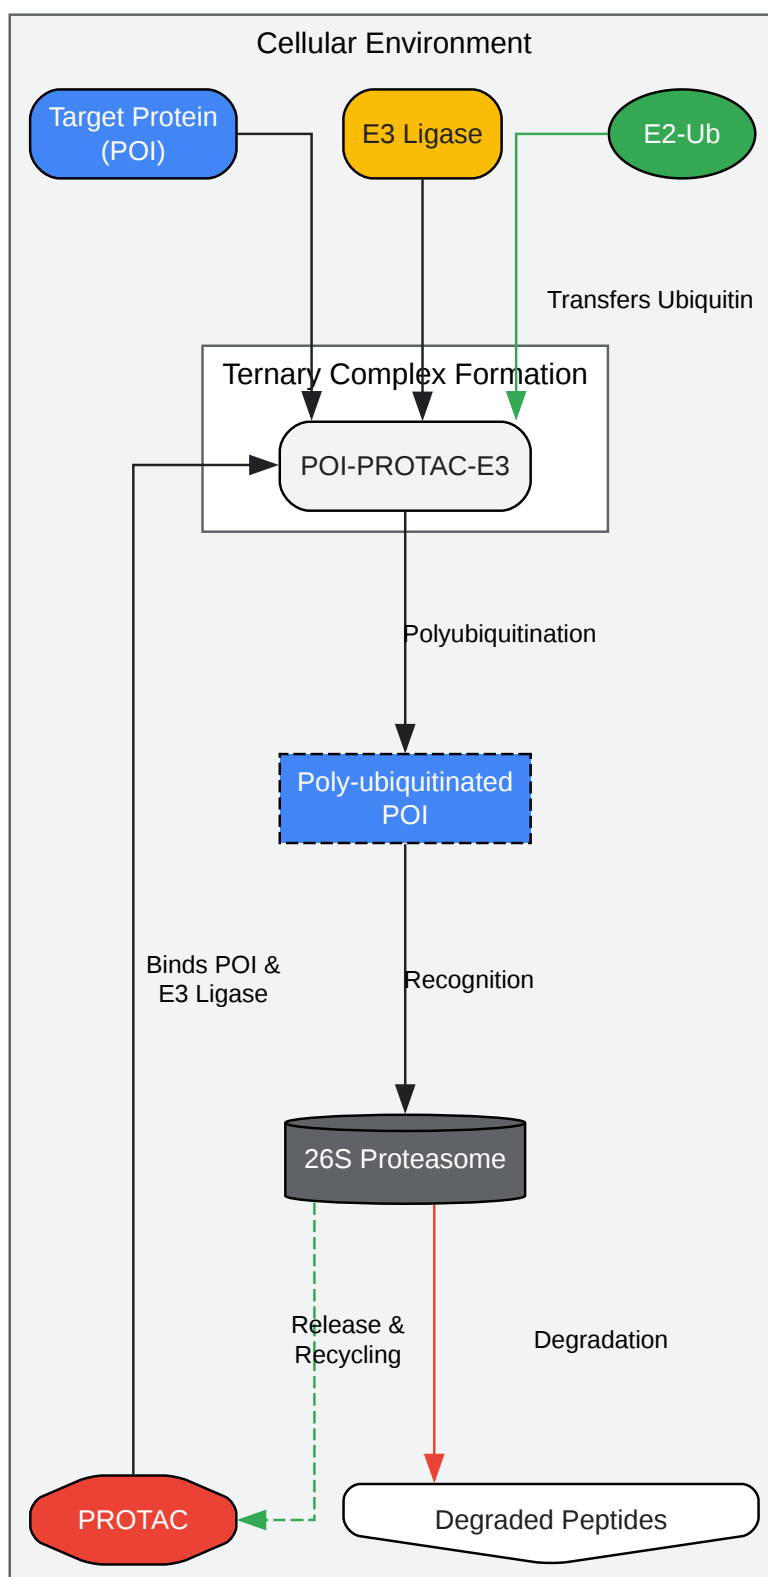 Cellular Environment
Target Protein
(POI)
E3 Ligase
E2-Ub
Transfers Ubiquitin
Ternary Complex Formation
POI-PROTAC-E3
Polyubiquitination
Poly-ubiquitinated
POI
Binds POI &
E3 Ligase
Recognition
26S Proteasome
Release &
Recycling
Degradation
PROTAC
Degraded Peptides